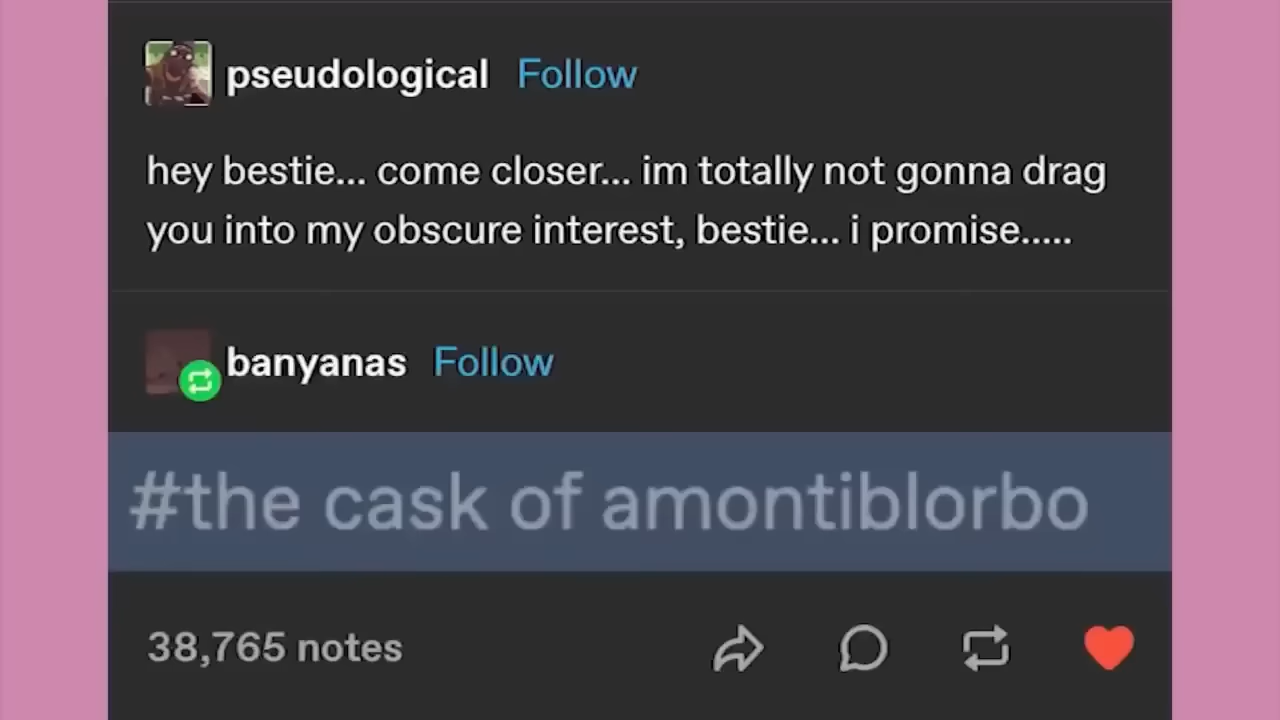 pseudological Follow
hey bestie... come closer... im totally not gonna drag
you into my obscure interest, bestie... i promise.....
banyanas Follow
#the cask of amontiblorbo
38,765 notes